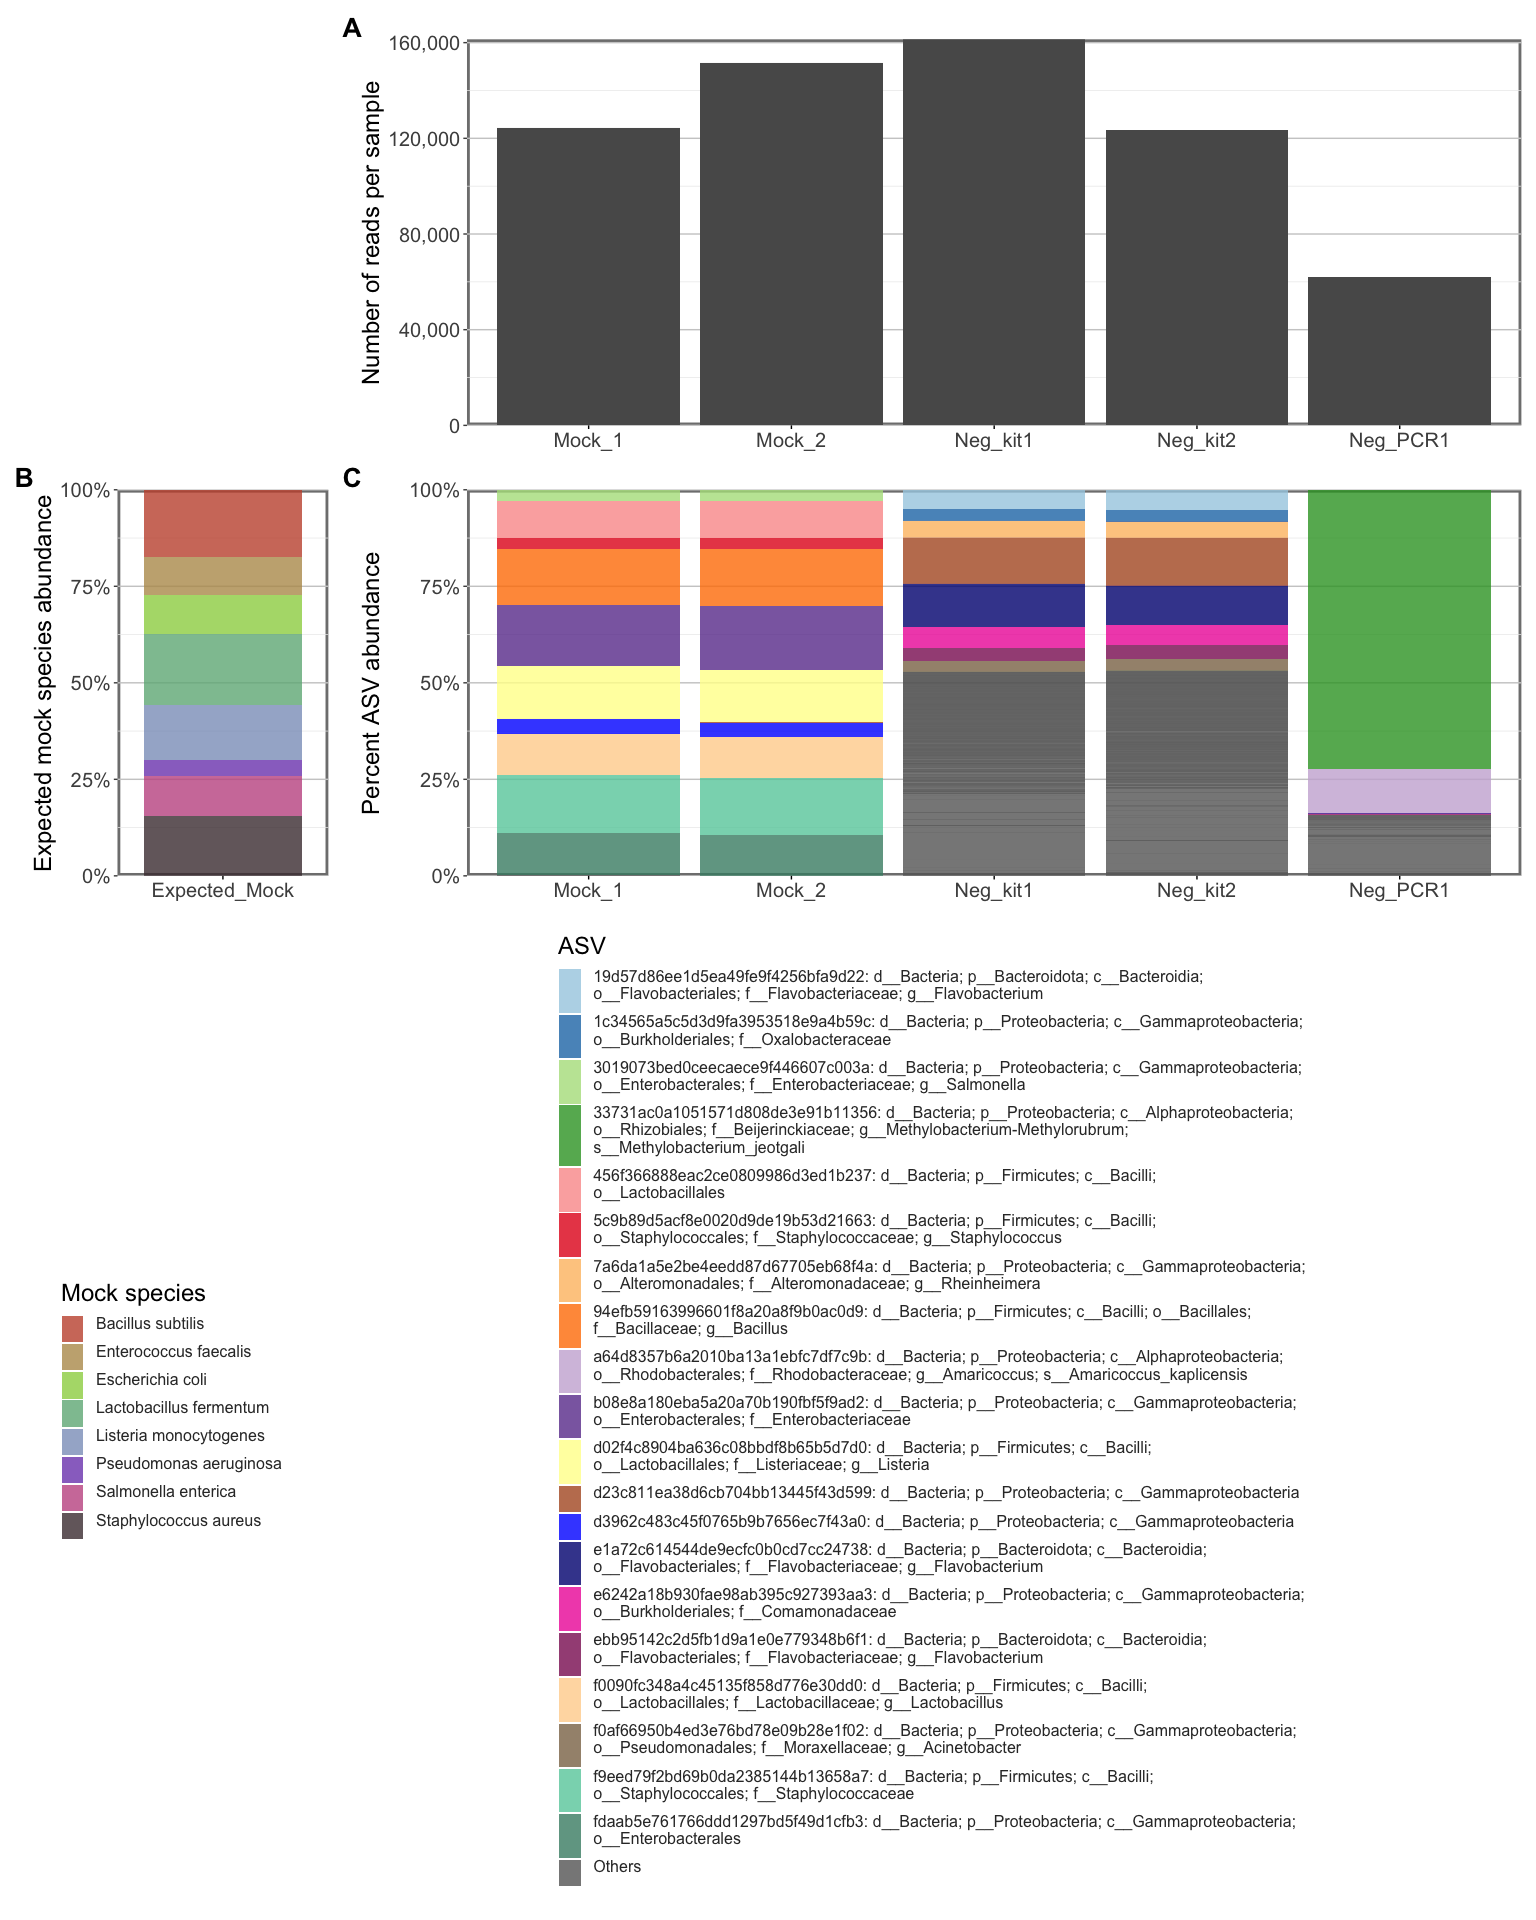 A
Number of reads per sample
160,000
120,000
80,000
40,000
0
Mock_1
Mock_2
Neg_kit1
Neg_kit2
Neg_PCR1
B
Expected mock species abundance
100%
75%
50%
25%
0%
Expected_Mock
C
Percent ASV abundance
100%
75%
50%
25%
0%
Mock_1
Mock_2
Neg_kit1
Neg_kit2
Neg_PCR1
Mock species
Bacillus subtilis
Enterococcus faecalis
Escherichia coli
Lactobacillus fermentum
Listeria monocytogenes
Pseudomonas aeruginosa
Salmonella enterica
Staphylococcus aureus
ASV
19d57d86ee1d5ea49fe9f4256bfa9d22: d__Bacteria; p__Bacteroidota; c__Bacteroidia;
o__Flavobacteriales; f__Flavobacteriaceae; g__Flavobacterium
1c34565a5c5d3d9fa3953518e9a4b59c: d__Bacteria; p__Proteobacteria; c__Gammaproteobacteria;
o__Burkholderiales; f__Oxalobacteraceae
3019073bed0ceecaece9f446607c003a: d__Bacteria; p__Proteobacteria; c__Gammaproteobacteria;
o__Enterobacterales; f__Enterobacteriaceae; g__Salmonella
33731ac0a1051571d808de3e91b11356: d__Bacteria; p__Proteobacteria; c__Alphaproteobacteria;
o__Rhizobiales; f__Beijerinckiaceae; g__Methylobacterium-Methylorubrum;
s__Methylobacterium_jeotgali
456f366888eac2ce0809986d3ed1b237: d__Bacteria; p__Firmicutes; c__Bacilli;
o__Lactobacillales
5c9b89d5acf8e0020d9de19b53d21663: d__Bacteria; p__Firmicutes; c__Bacilli;
o__Staphylococcales; f__Staphylococcaceae; g__Staphylococcus
7a6da1a5e2be4eedd87d67705eb68f4a: d__Bacteria; p__Proteobacteria; c__Gammaproteobacteria;
o__Alteromonadales; f__Alteromonadaceae; g__Rheinheimera
94efb59163996601f8a20a8f9b0ac0d9: d__Bacteria; p__Firmicutes; c__Bacilli; o__Bacillales;
f__Bacillaceae; g__Bacillus
a64d8357b6a2010ba13a1ebfc7df7c9b: d__Bacteria; p__Proteobacteria; c__Alphaproteobacteria;
o__Rhodobacterales; f__Rhodobacteraceae; g__Amaricoccus; s__Amaricoccus_kaplicensis
b08e8a180eba5a20a70b190fbf5f9ad2: d__Bacteria; p__Proteobacteria; c__Gammaproteobacteria;
o__Enterobacterales; f__Enterobacteriaceae
d02f4c8904ba636c08bbdf8b65b5d7d0: d__Bacteria; p__Firmicutes; c__Bacilli;
o__Lactobacillales; f__Listeriaceae; g__Listeria
d23c811ea38d6cb704bb13445f43d599: d__Bacteria; p__Proteobacteria; c__Gammaproteobacteria
d3962c483c45f0765b9b7656ec7f43a0: d__Bacteria; p__Proteobacteria; c__Gammaproteobacteria
e1a72c614544de9ecfc0b0cd7cc24738: d__Bacteria; p__Bacteroidota; c__Bacteroidia;
o__Flavobacteriales; f__Flavobacteriaceae; g__Flavobacterium
e6242a18b930fae98ab395c927393aa3: d__Bacteria; p__Proteobacteria; c__Gammaproteobacteria;
o__Burkholderiales; f__Comamonadaceae
ebb95142c2d5fb1d9a1e0e779348b6f1: d__Bacteria; p__Bacteroidota; c__Bacteroidia;
o__Flavobacteriales; f__Flavobacteriaceae; g__Flavobacterium
f0090fc348a4c45135f858d776e30dd0: d__Bacteria; p__Firmicutes; c__Bacilli;
o__Lactobacillales; f__Lactobacillaceae; g__Lactobacillus
f0af66950b4ed3e76bd78e09b28e1f02: d__Bacteria; p__Proteobacteria; c__Gammaproteobacteria;
o__Pseudomonadales; f__Moraxellaceae; g__Acinetobacter
f9eed79f2bd69b0da2385144b13658a7: d__Bacteria; p__Firmicutes; c__Bacilli;
o__Staphylococcales; f__Staphylococcaceae
fdaab5e761766ddd1297bd5f49d1cfb3: d__Bacteria; p__Proteobacteria; c__Gammaproteobacteria;
o__Enterobacterales
Others